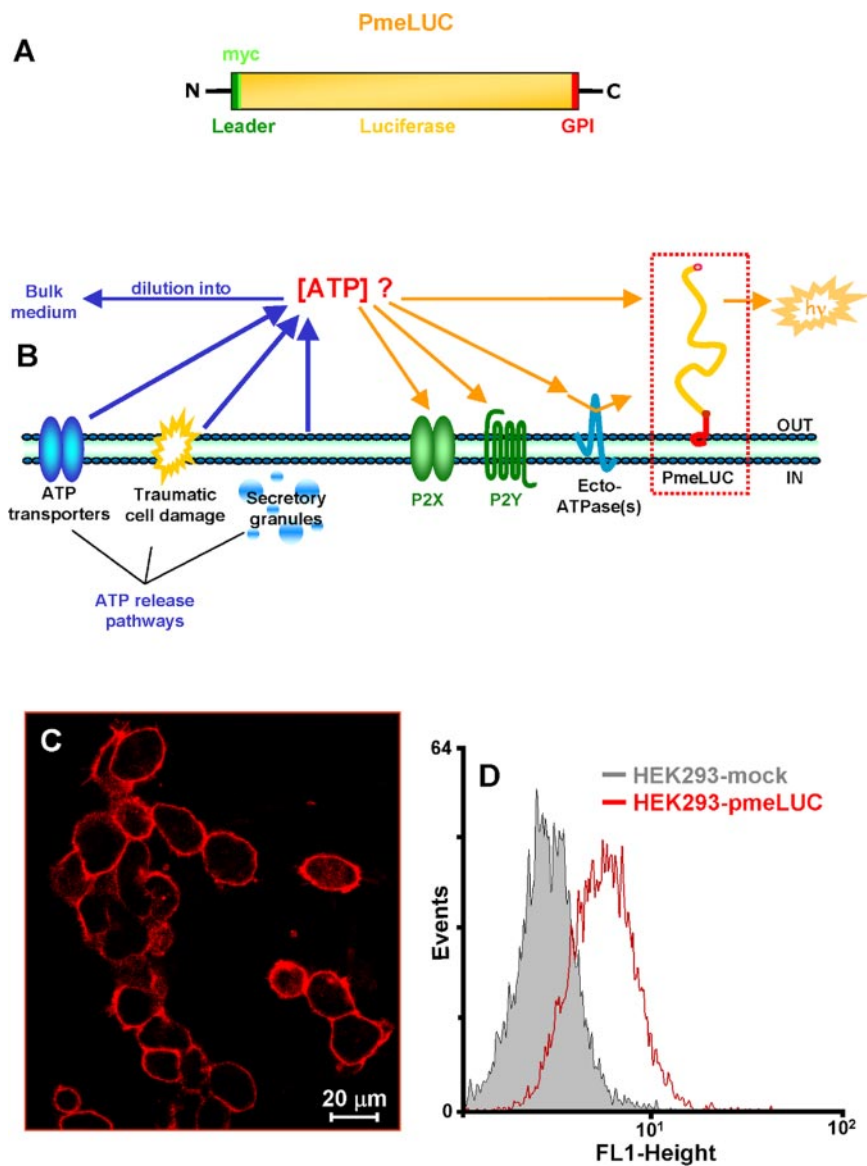 PmeLUC
A
myc
N
C
Leader
Luciferase
GPI
[ATP] ?
dilution into
Bulk
medium
hν
B
OUT
IN
ATP
transporters
Traumatic
cell damage
Secretory
granules
P2X
P2Y
Ecto-
ATPase(s)
PmeLUC
ATP release
pathways
C
20 μm
D
64
HEK293-mock
HEK293-pmeLUC
Events
0
10¹
10²
FL1-Height